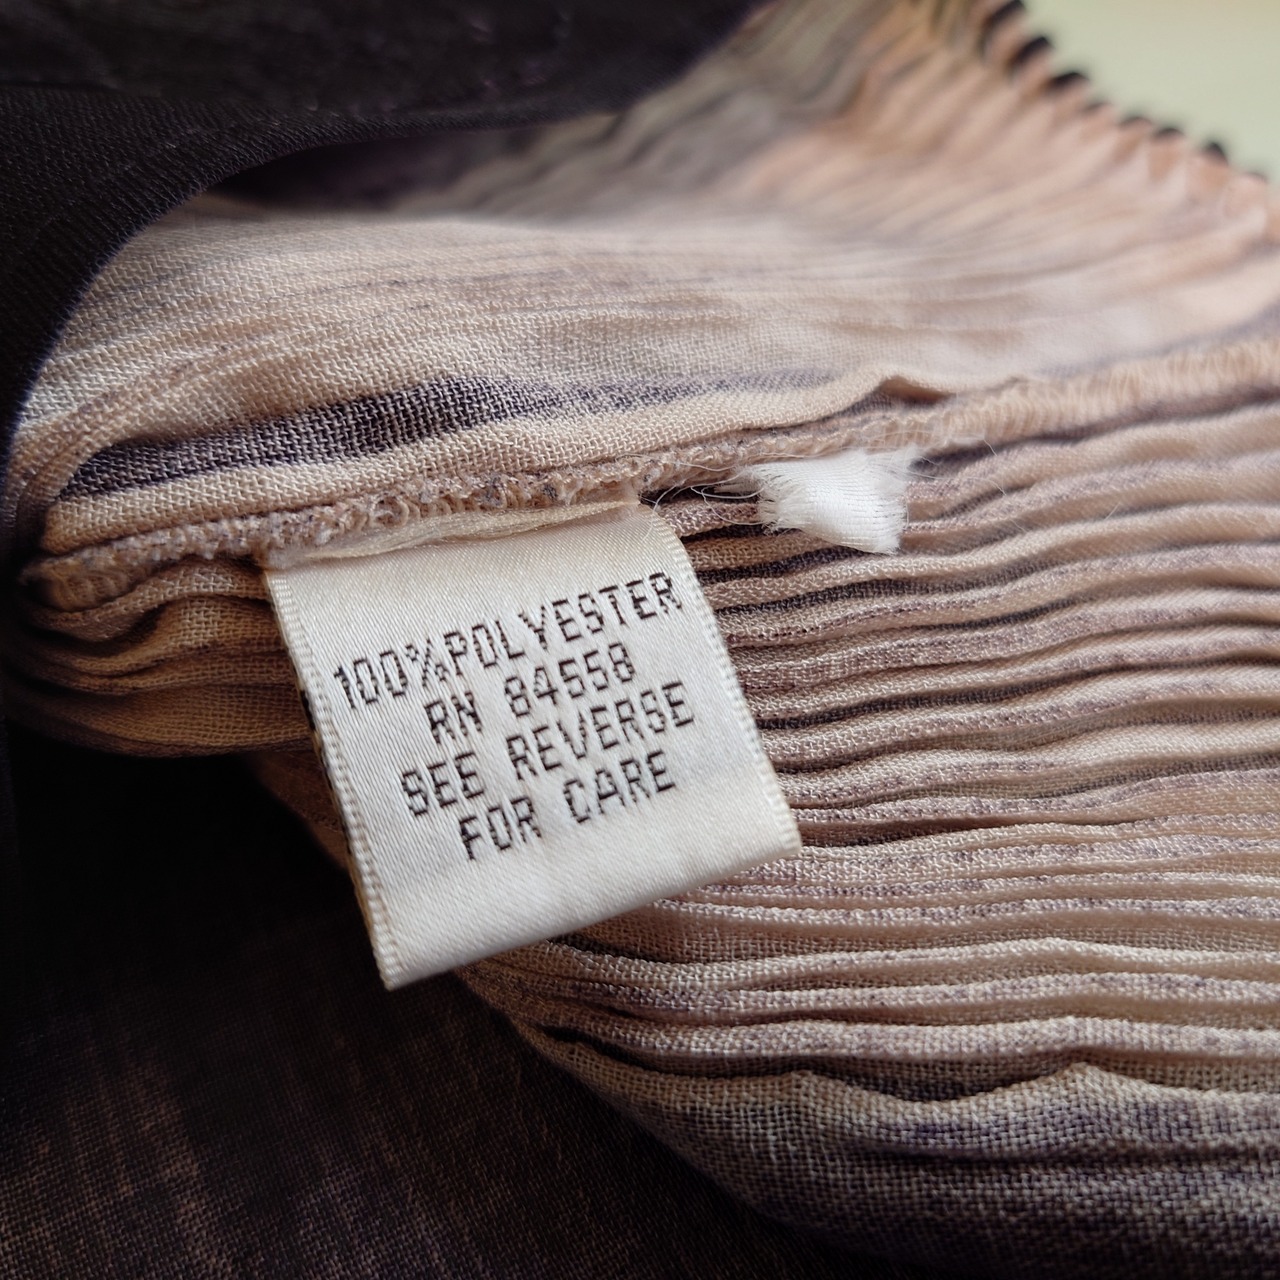 100%POLYESTER
RN 84558
SEE REVERSE
FOR CARE